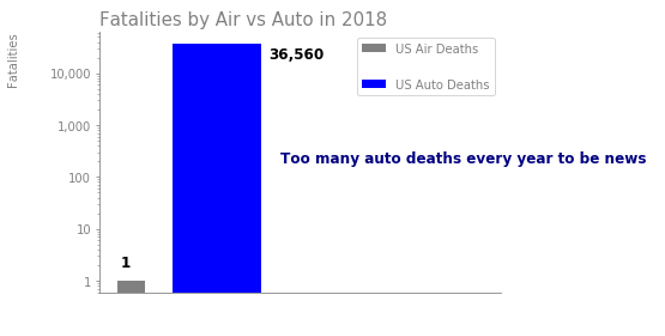 Fatalities by Air vs Auto in 2018
Fatalities
US Air Deaths
US Auto Deaths
36,560
10,000
1,000
Too many auto deaths every year to be news
100
10
1
1